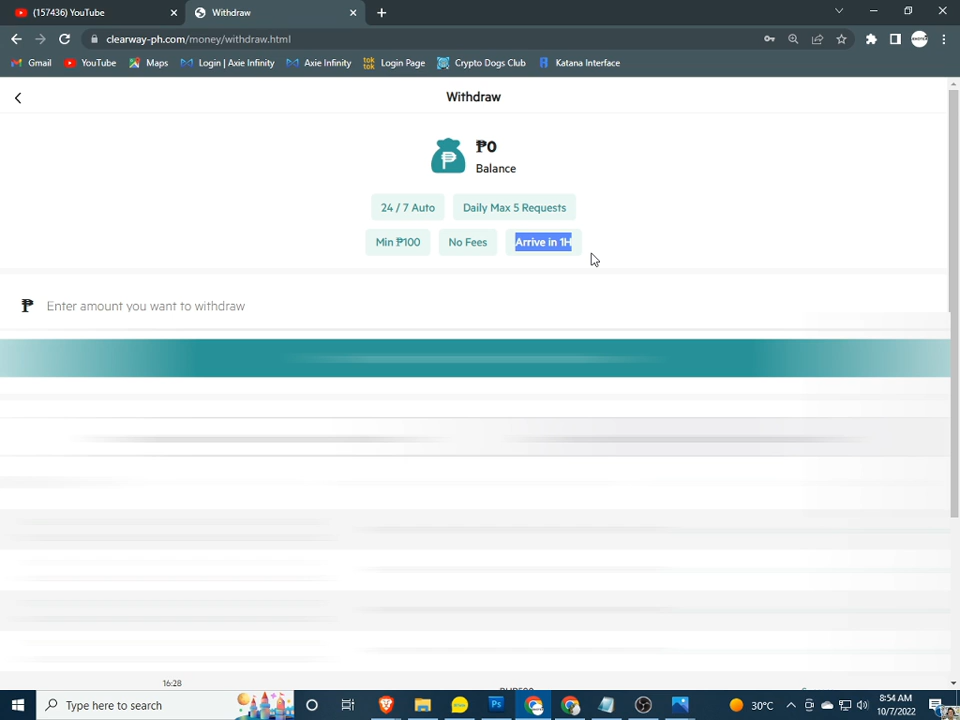 (157436) YouTube
Withdraw
clearway-ph.com/money/withdraw.html
Gmail
YouTube
Maps
Login | Axie Infinity
Axie Infinity
tok
tok
Login Page
Crypto Dogs Club
Katana Interface
Withdraw
₱0
Balance
24 / 7 Auto
Daily Max 5 Requests
Min ₱100
No Fees
Arrive in 1H
₱
Enter amount you want to withdraw
16:28
Type here to search
30°C
8:54 AM
10/7/2022